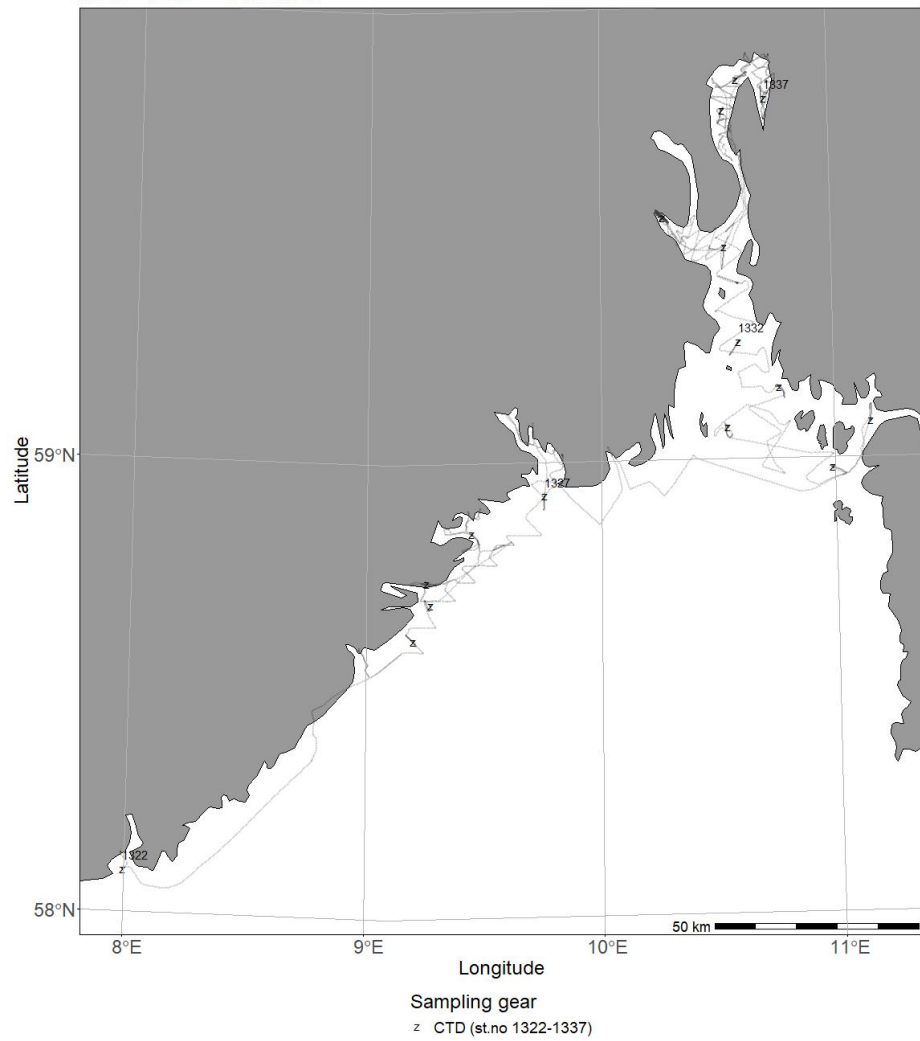 1337
1332
59°N
1327
Latitude
1322
58°N
50 km
8°E 9°E 10°E 11°E
Longitude
Sampling gear
z CTD (st.no 1322-1337)